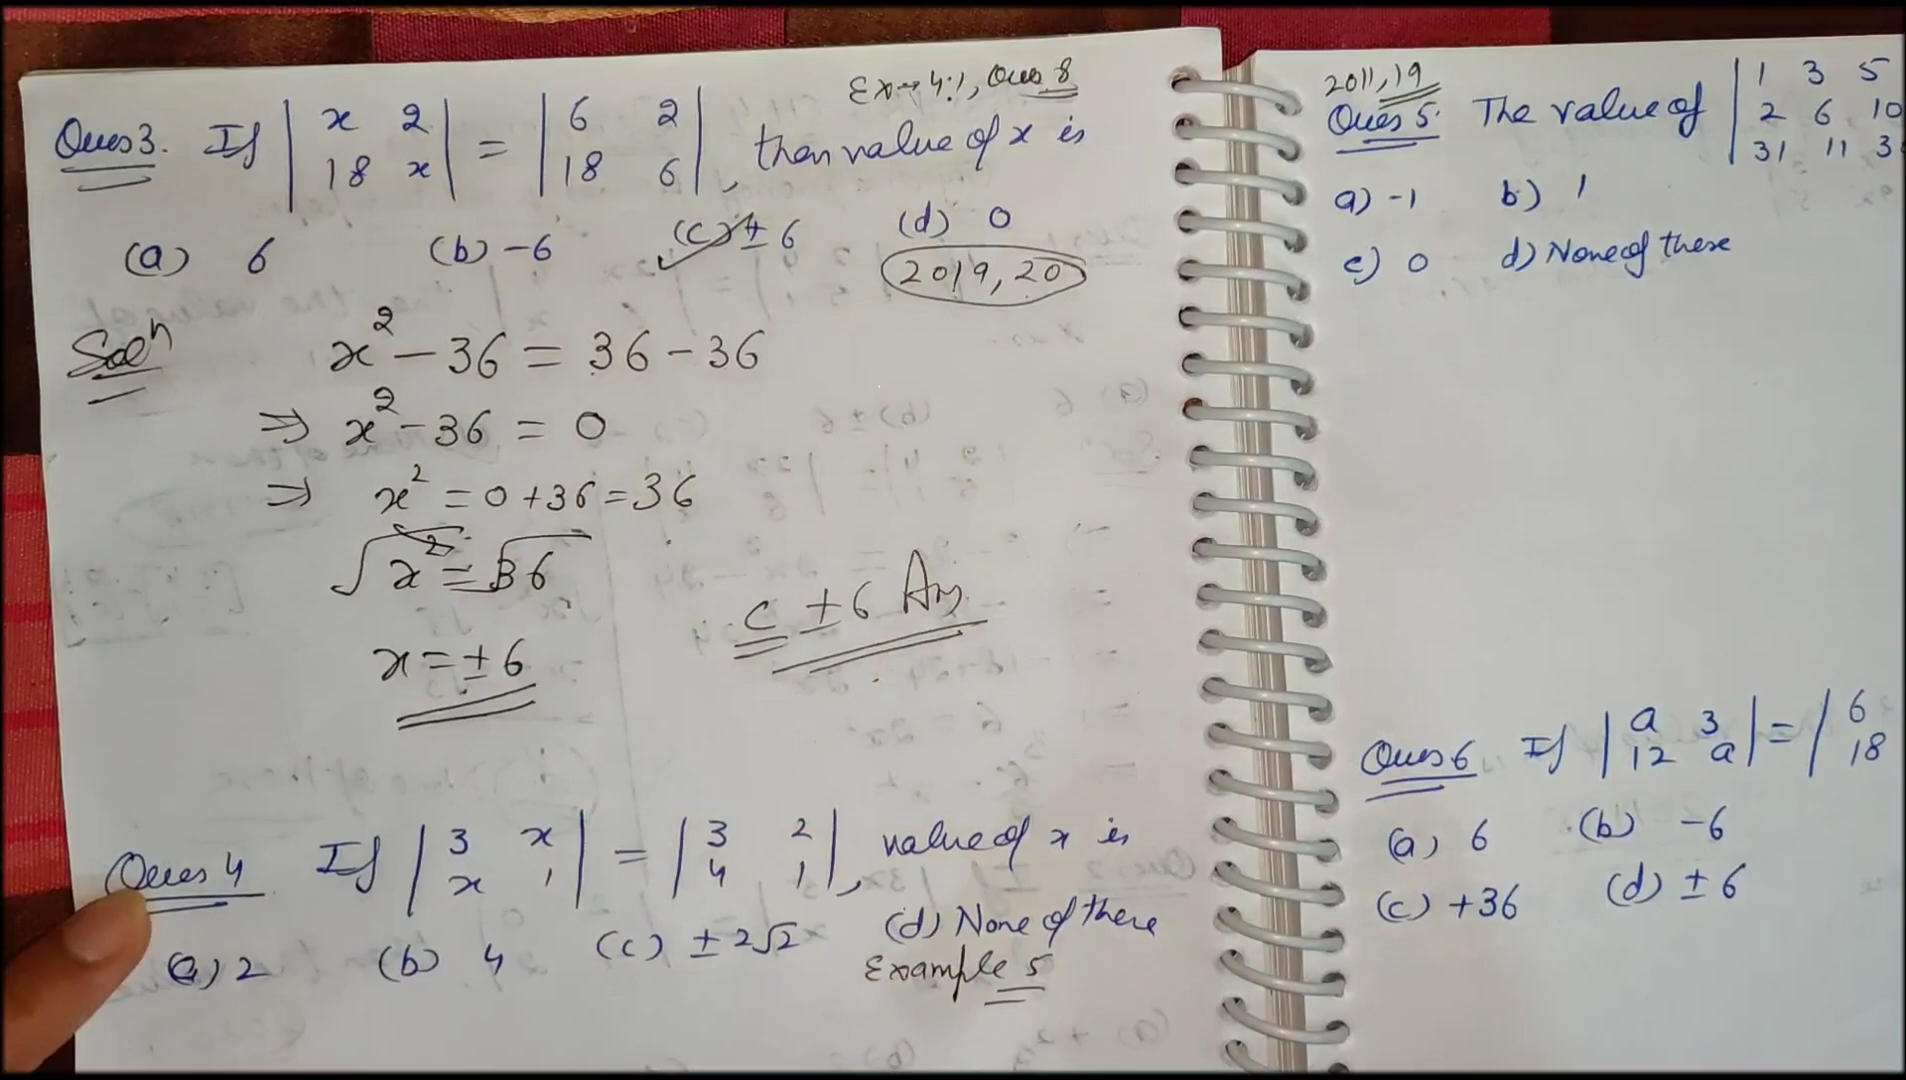 Ex→4.1, Ques 8
Ques 3. If | x 2 | = | 6 2 |, then value of x is
| 18 x | | 18 6 |
(a) 6 (b) -6 (c) ± 6 (d) 0
2019, 20
Solⁿ x² - 36 = 36 - 36
⇒ x² - 36 = 0
⇒ x² = 0 + 36 = 36
√x² = √36
x = ± 6
c ± 6 Ans
Ques 4 If | 3 x | = | 3 2 |, value of x is
| x 1 | | 4 1 |
(a) 2 (b) 4 (c) ± 2√2 (d) None of there
Example 5
2011, 19
Ques 5. The value of | 1 3 5
2 6 10
31 11 3
a) -1 b) 1
c) 0 d) None of there
Ques 6 If | a 3 | = | 6
| 12 a | | 18
(a) 6 (b) -6
(c) +36 (d) ± 6